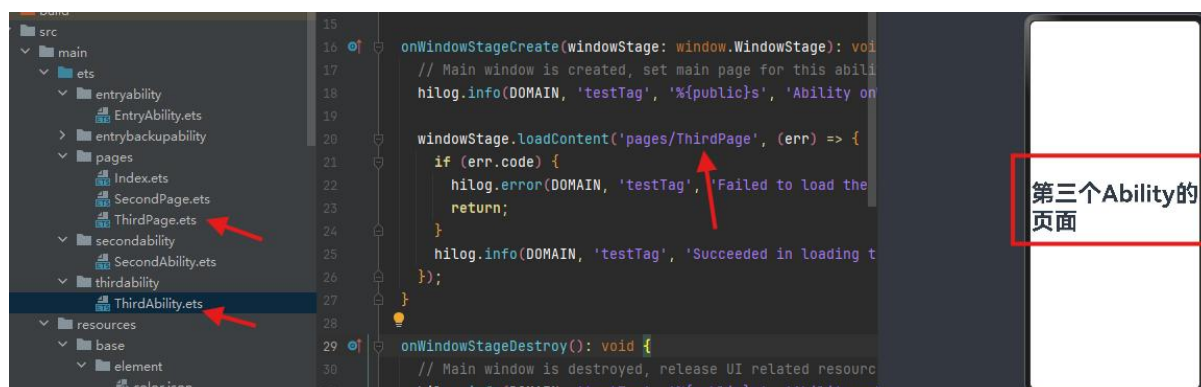 src
main
ets
entryability
EntryAbility.ets
entrybackupability
pages
Index.ets
SecondPage.ets
ThirdPage.ets
secondability
SecondAbility.ets
thirdability
ThirdAbility.ets
resources
base
element
15
16 onWindowStageCreate(windowStage: window.WindowStage): voi
17 // Main window is created, set main page for this abili
18 hilog.info(DOMAIN, 'testTag', '%{public}s', 'Ability on
19
20 windowStage.loadContent('pages/ThirdPage', (err) => {
21 if (err.code) {
22 hilog.error(DOMAIN, 'testTag', 'Failed to load the
23 return;
24 }
25 hilog.info(DOMAIN, 'testTag', 'Succeeded in loading t
26 });
27 }
28
29 onWindowStageDestroy(): void {
30 // Main window is destroyed, release UI related resourc
第三个Ability的
页面